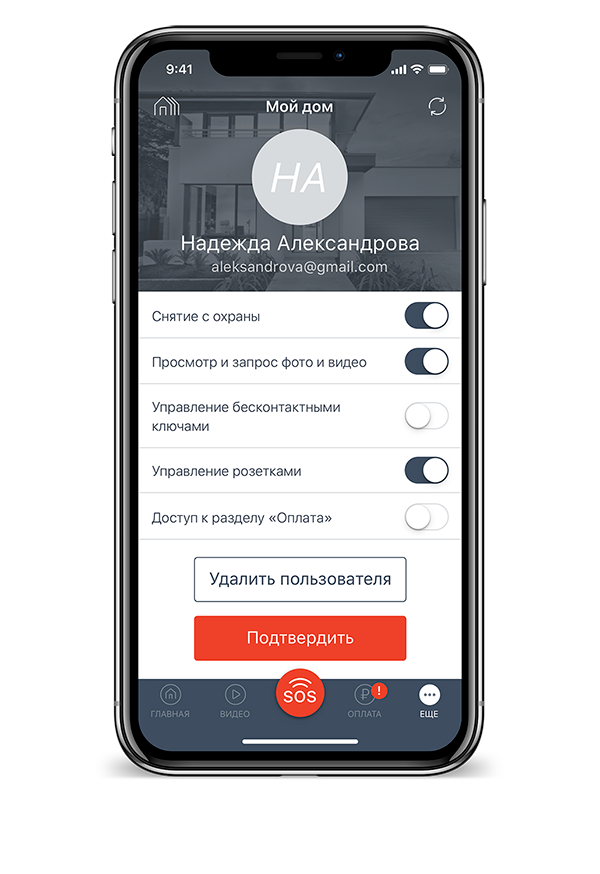 9:41
Мой дом
НА
Надежда Александрова
aleksandrova@gmail.com
Снятие с охраны
Просмотр и запрос фото и видео
Управление бесконтактными
ключами
Управление розетками
Доступ к разделу «Оплата»
Удалить пользователя
Подтвердить
SOS
₽ !
ГЛАВНАЯ ВИДЕО ОПЛАТА ЕЩЕ